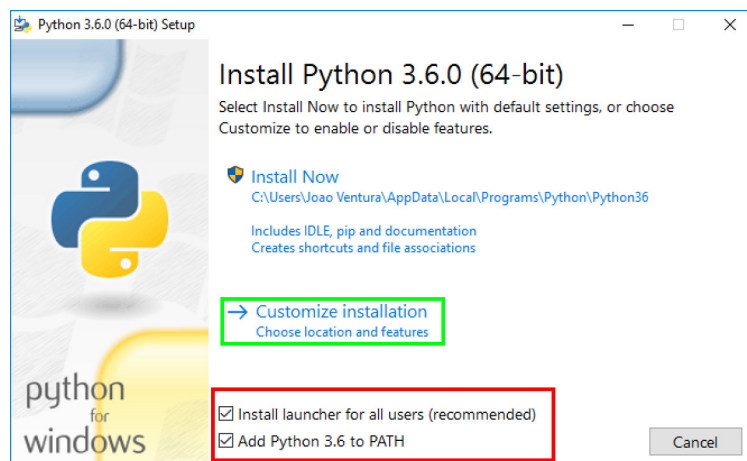 Python 3.6.0 (64-bit) Setup
Install Python 3.6.0 (64-bit)
Select Install Now to install Python with default settings, or choose
Customize to enable or disable features.
Install Now
C:\Users\Joao Ventura\AppData\Local\Programs\Python\Python36
Includes IDLE, pip and documentation
Creates shortcuts and file associations
Customize installation
Choose location and features
python
for
windows
Install launcher for all users (recommended)
Add Python 3.6 to PATH
Cancel